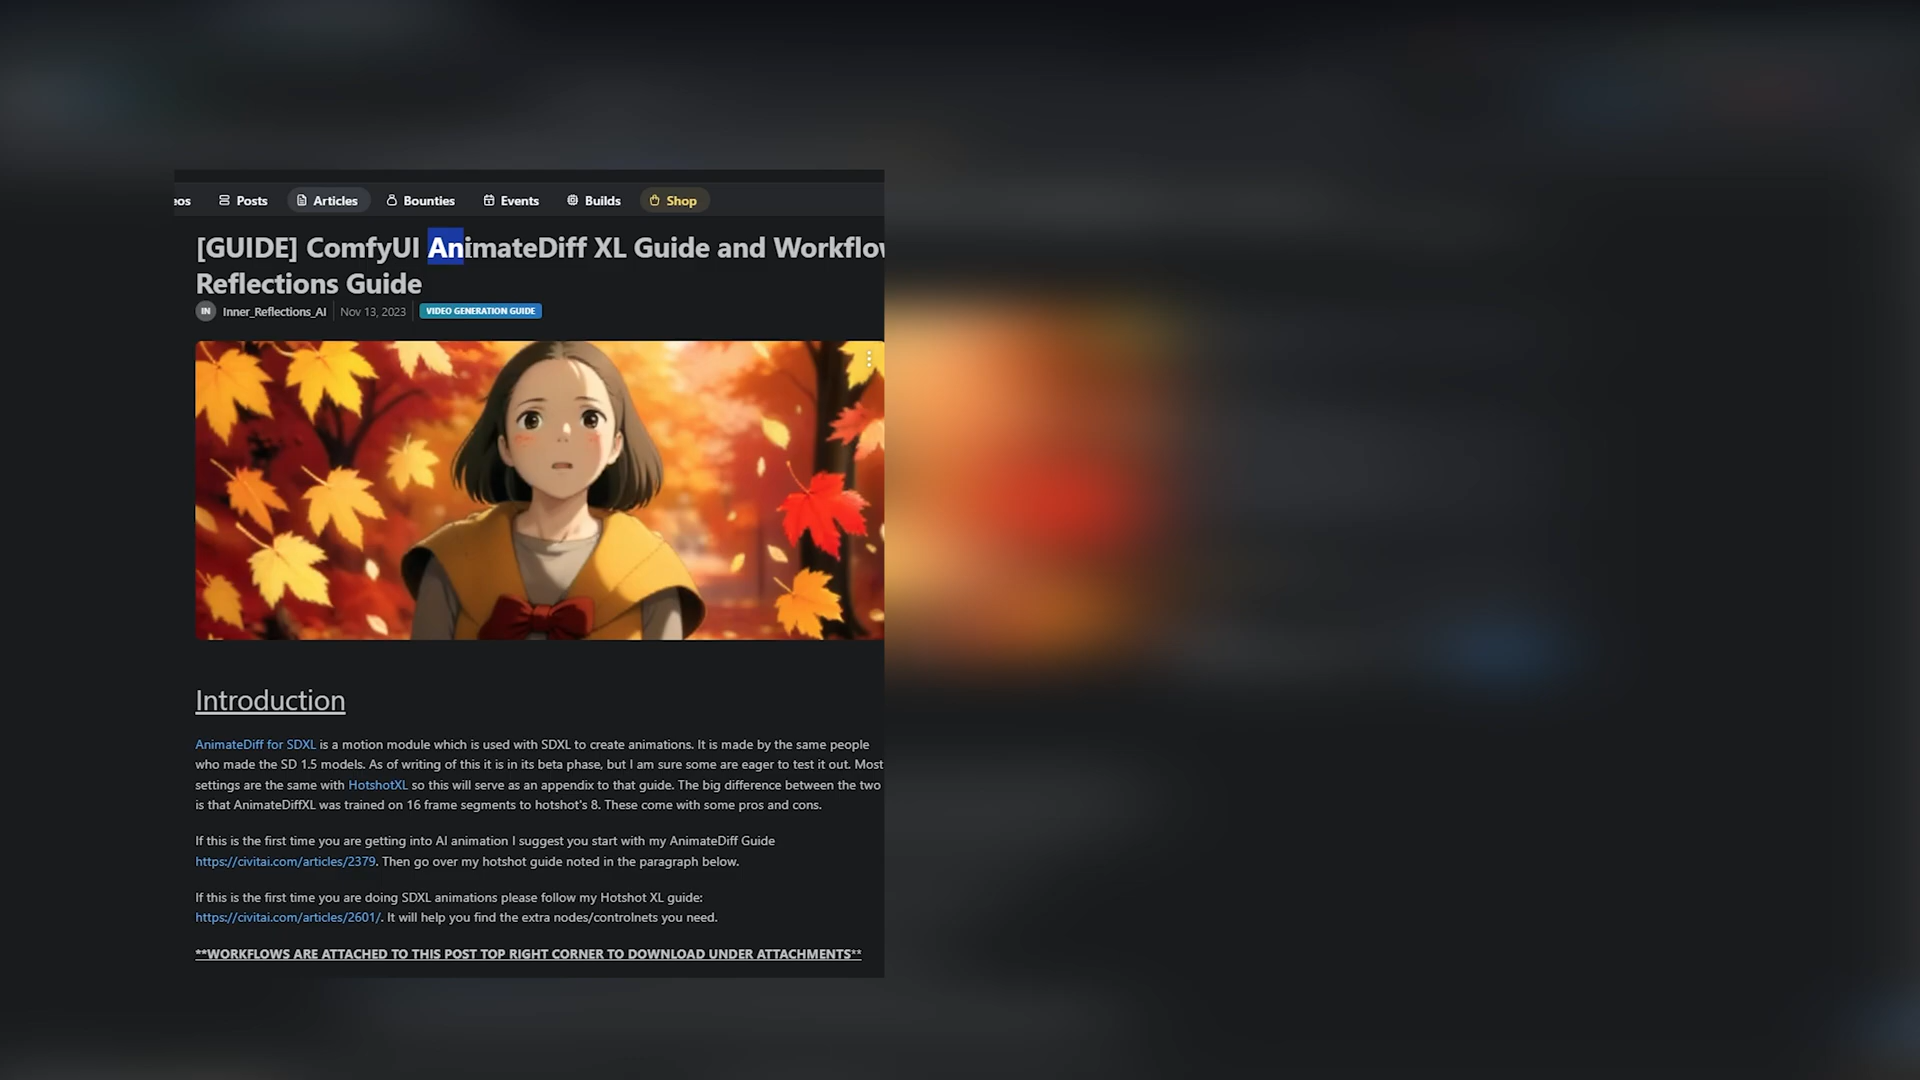 Posts Articles Bounties Events Builds Shop
[GUIDE] ComfyUI AnimateDiff XL Guide and
Reflections Guide
IN Inner_Reflections_AI Nov 13, 2023 VIDEO GENERATION GUIDE
Introduction
AnimateDiff for SDXL is a motion module which is used with SDXL to create animations. It is made by the same people
who made the SD 1.5 models. As of writing of this it is in its beta phase, but I am sure some are eager to test it out. Most
settings are the same with HotshotXL so this will serve as an appendix to that guide. The big difference between the two
is that AnimateDiffXL was trained on 16 frame segments to hotshot's 8. These come with some pros and cons.
If this is the first time you are getting into AI animation I suggest you start with my AnimateDiff Guide
https://civitai.com/articles/2379. Then go over my hotshot guide noted in the paragraph below.
If this is the first time you are doing SDXL animations please follow my Hotshot XL guide:
https://civitai.com/articles/2601/. It will help you find the extra nodes/controlnets you need.
**WORKFLOWS ARE ATTACHED TO THIS POST TOP RIGHT CORNER TO DOWNLOAD UNDER ATTACHMENTS**